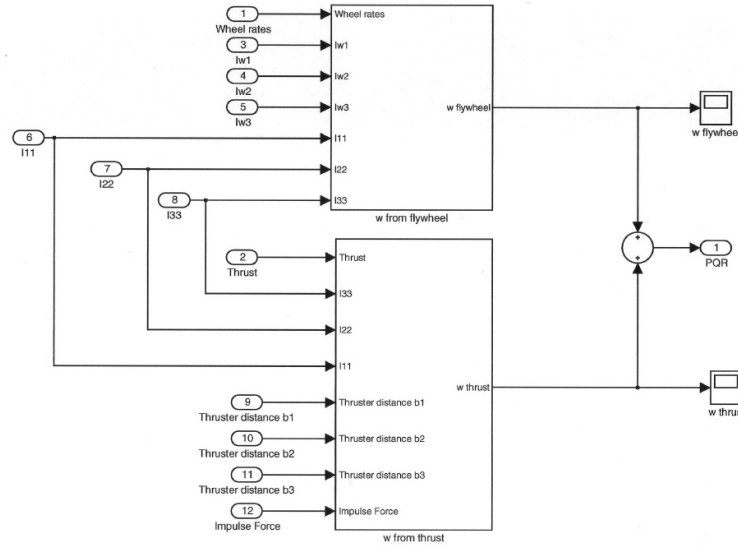 1
Wheel rates
Wheel rates
3
Iw1
Iw1
4
Iw2
Iw2
5
Iw3
Iw3
w flywheel
w flywhee
6
I11
I11
7
I22
I22
8
I33
I33
w from flywheel
2
Thrust
Thrust
+
+
1
PQR
I33
I22
I11
w thrust
w thrus
9
Thruster distance b1
Thruster distance b1
10
Thruster distance b2
Thruster distance b2
11
Thruster distance b3
Thruster distance b3
12
Impulse Force
Impulse Force
w from thrust